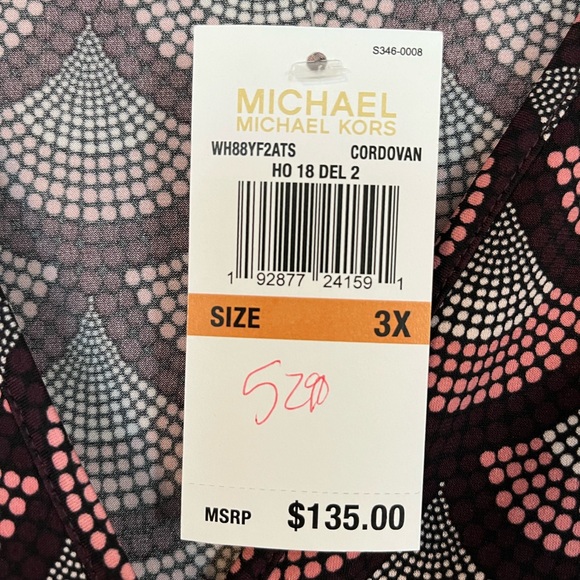 S346-0008
MICHAEL
MICHAEL KORS
WH88YF2ATS CORDOVAN
HO 18 DEL 2
1 92877 24159 1
SIZE 3X
MSRP $135.00